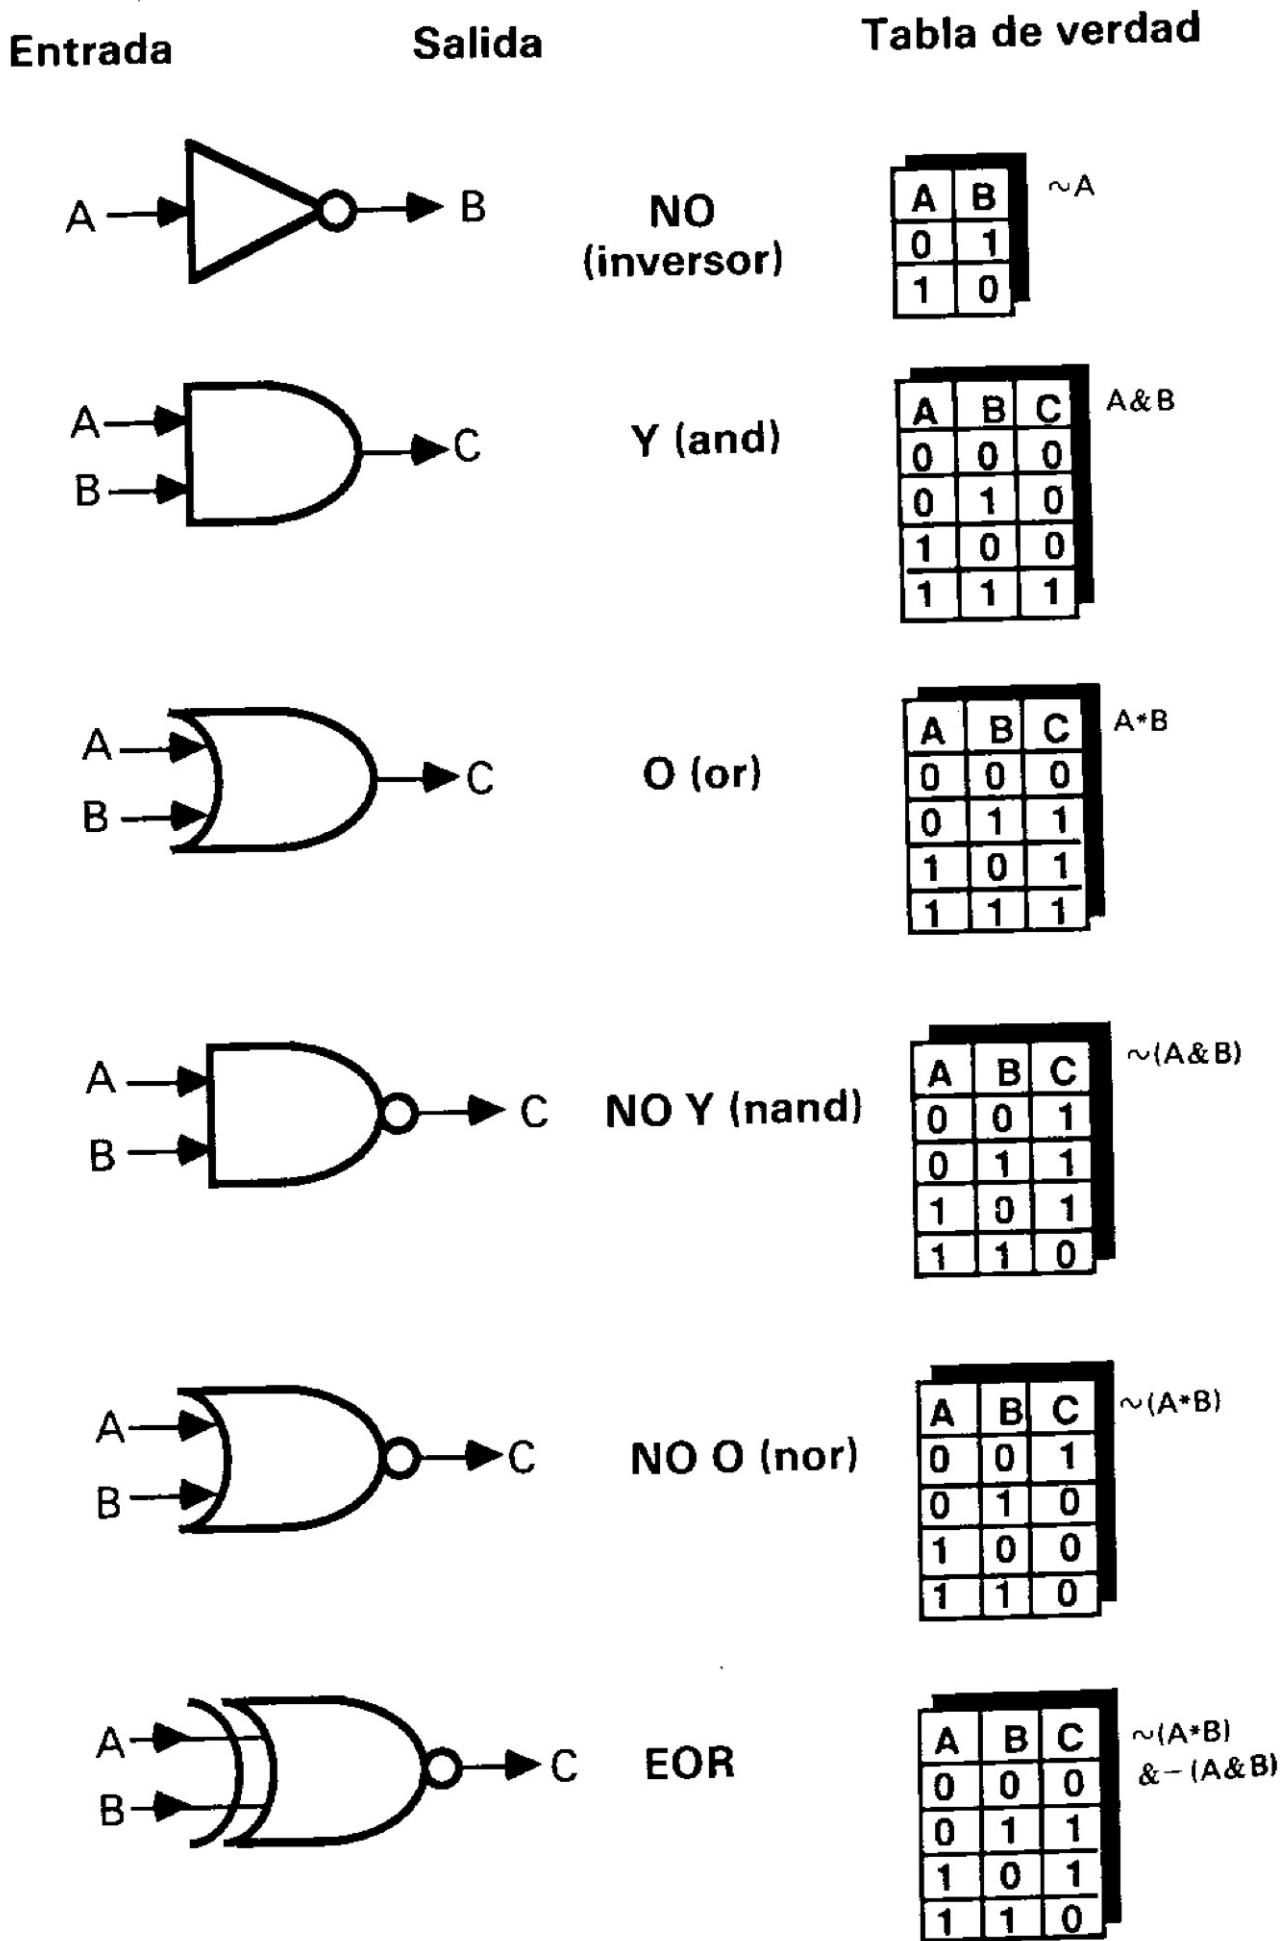 Entrada Salida Tabla de verdad
A B NO (inversor)
A B ~A
0 1
1 0
A B C Y (and)
A B C A&B
0 0 0
0 1 0
1 0 0
1 1 1
A B C O (or)
A B C A*B
0 0 0
0 1 1
1 0 1
1 1 1
A B C NO Y (nand)
A B C ~(A&B)
0 0 1
0 1 1
1 0 1
1 1 0
A B C NO O (nor)
A B C ~(A*B)
0 0 1
0 1 0
1 0 0
1 1 0
A B C EOR
A B C ~(A*B)
&-(A&B)
0 0 0
0 1 1
1 0 1
1 1 0